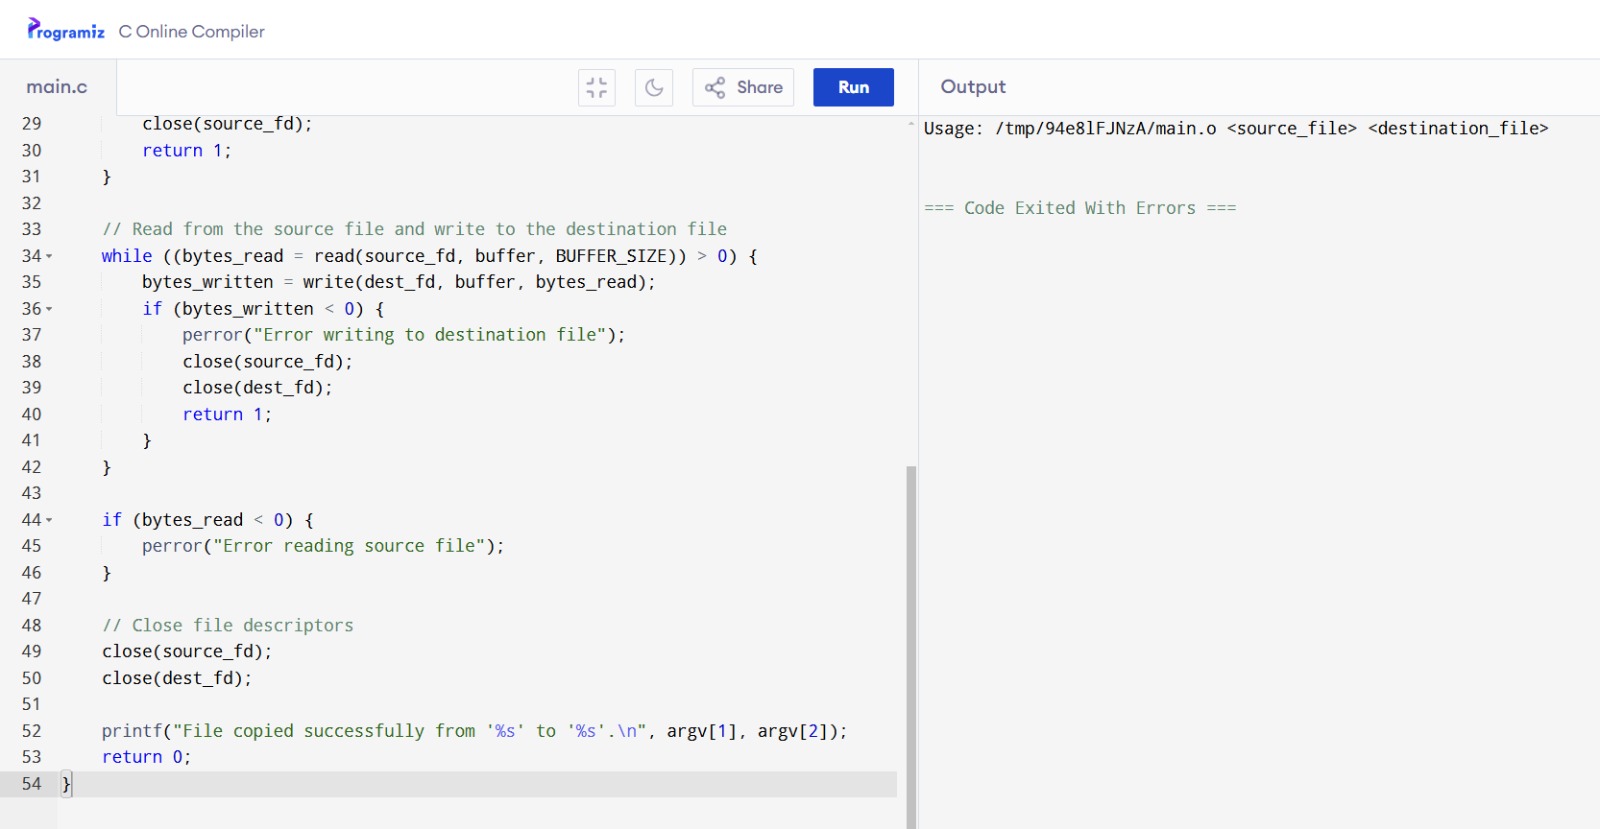 Programiz C Online Compiler
main.c
Share
Run
Output
29 close(source_fd);
30 return 1;
31 }
32
33 // Read from the source file and write to the destination file
34 while ((bytes_read = read(source_fd, buffer, BUFFER_SIZE)) > 0) {
35 bytes_written = write(dest_fd, buffer, bytes_read);
36 if (bytes_written < 0) {
37 perror("Error writing to destination file");
38 close(source_fd);
39 close(dest_fd);
40 return 1;
41 }
42 }
43
44 if (bytes_read < 0) {
45 perror("Error reading source file");
46 }
47
48 // Close file descriptors
49 close(source_fd);
50 close(dest_fd);
51
52 printf("File copied successfully from '%s' to '%s'.\n", argv[1], argv[2]);
53 return 0;
54 }
Usage: /tmp/94e8lFJNzA/main.o <source_file> <destination_file>
=== Code Exited With Errors ===